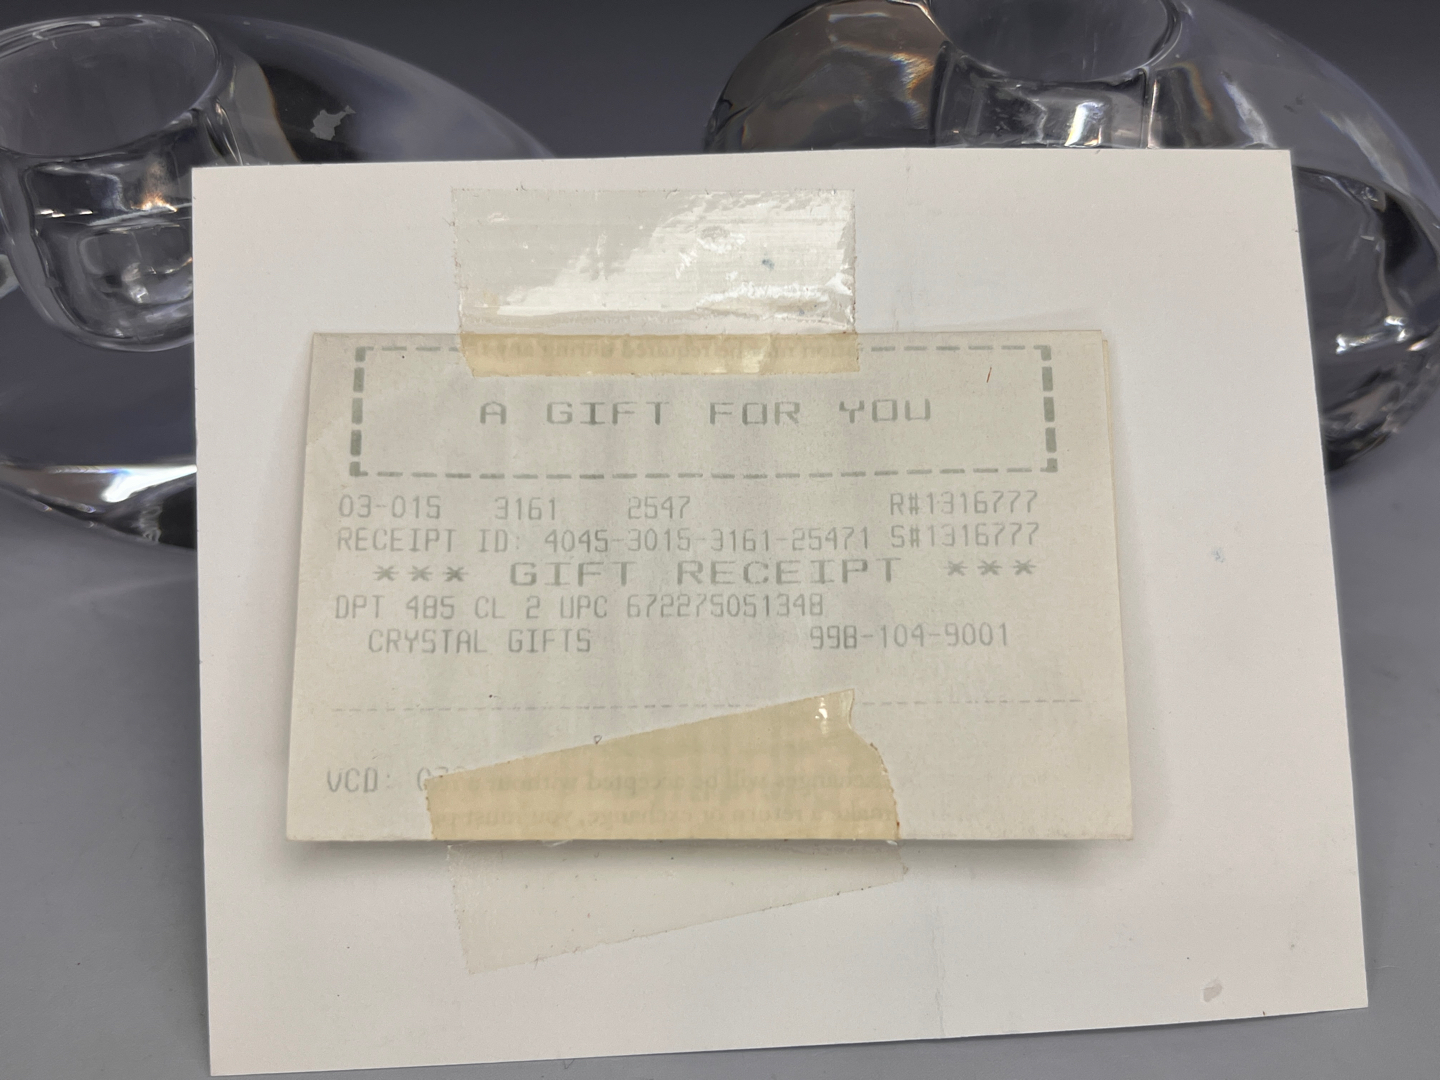 A GIFT FOR YOU
03-015 3161 2547 R#1316777
RECEIPT ID: 4045-3015-3161-25471 S#1316777
*** GIFT RECEIPT ***
DPT 485 CL 2 UPC 672275051348
CRYSTAL GIFTS 998-104-9001
VCD: